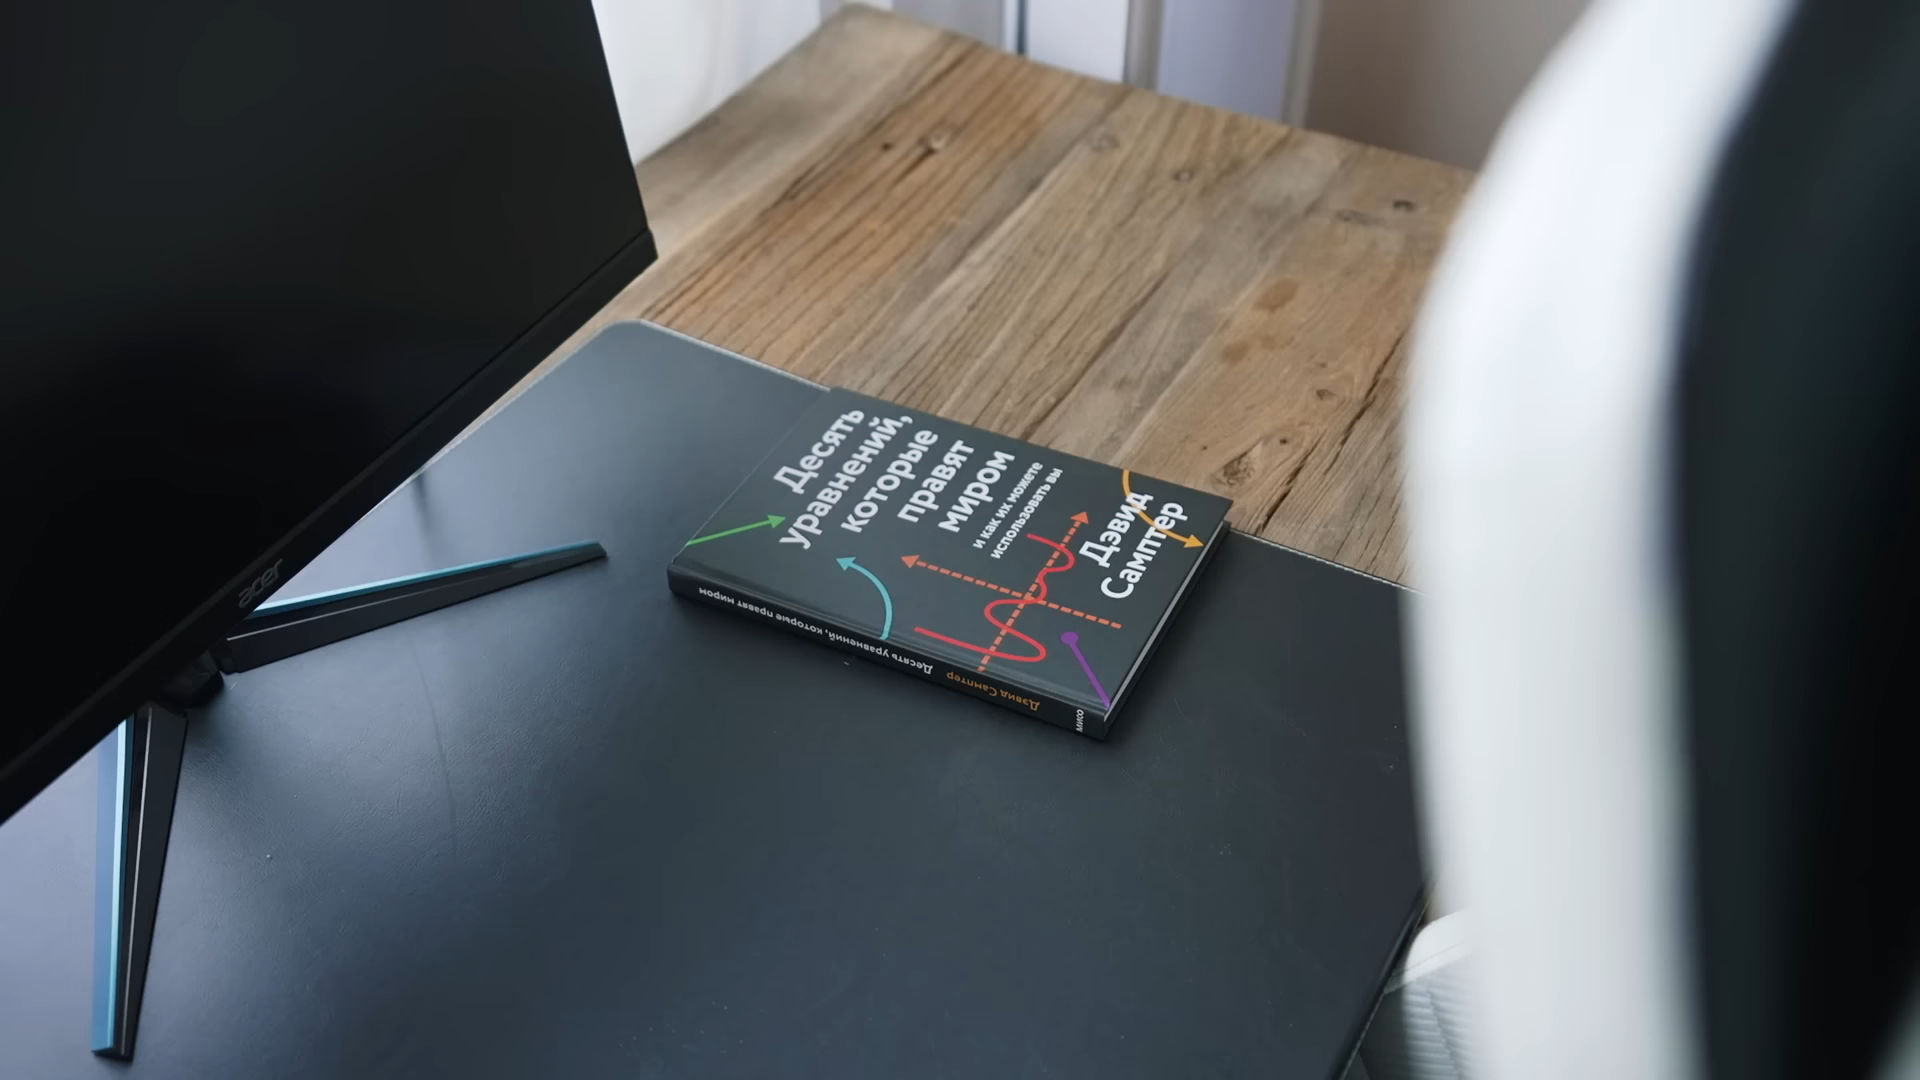 Десять
уравнений,
которые
правят
миром
и как их можете
использовать вы
Дэвид
Самптер
Дэвид Самптер Десять уравнений, которые правят миром
МИФ
acer